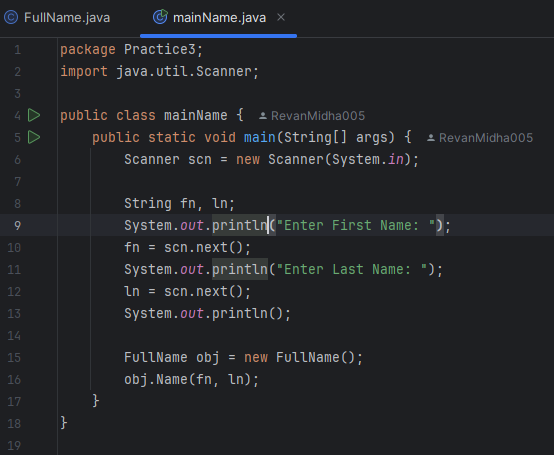 FullName.java mainName.java ×
1 package Practice3;
2 import java.util.Scanner;
3
4 public class mainName { RevanMidha005
5 public static void main(String[] args) { RevanMidha005
6 Scanner scn = new Scanner(System.in);
7
8 String fn, ln;
9 System.out.println("Enter First Name: ");
10 fn = scn.next();
11 System.out.println("Enter Last Name: ");
12 ln = scn.next();
13 System.out.println();
14
15 FullName obj = new FullName();
16 obj.Name(fn, ln);
17 }
18 }
19